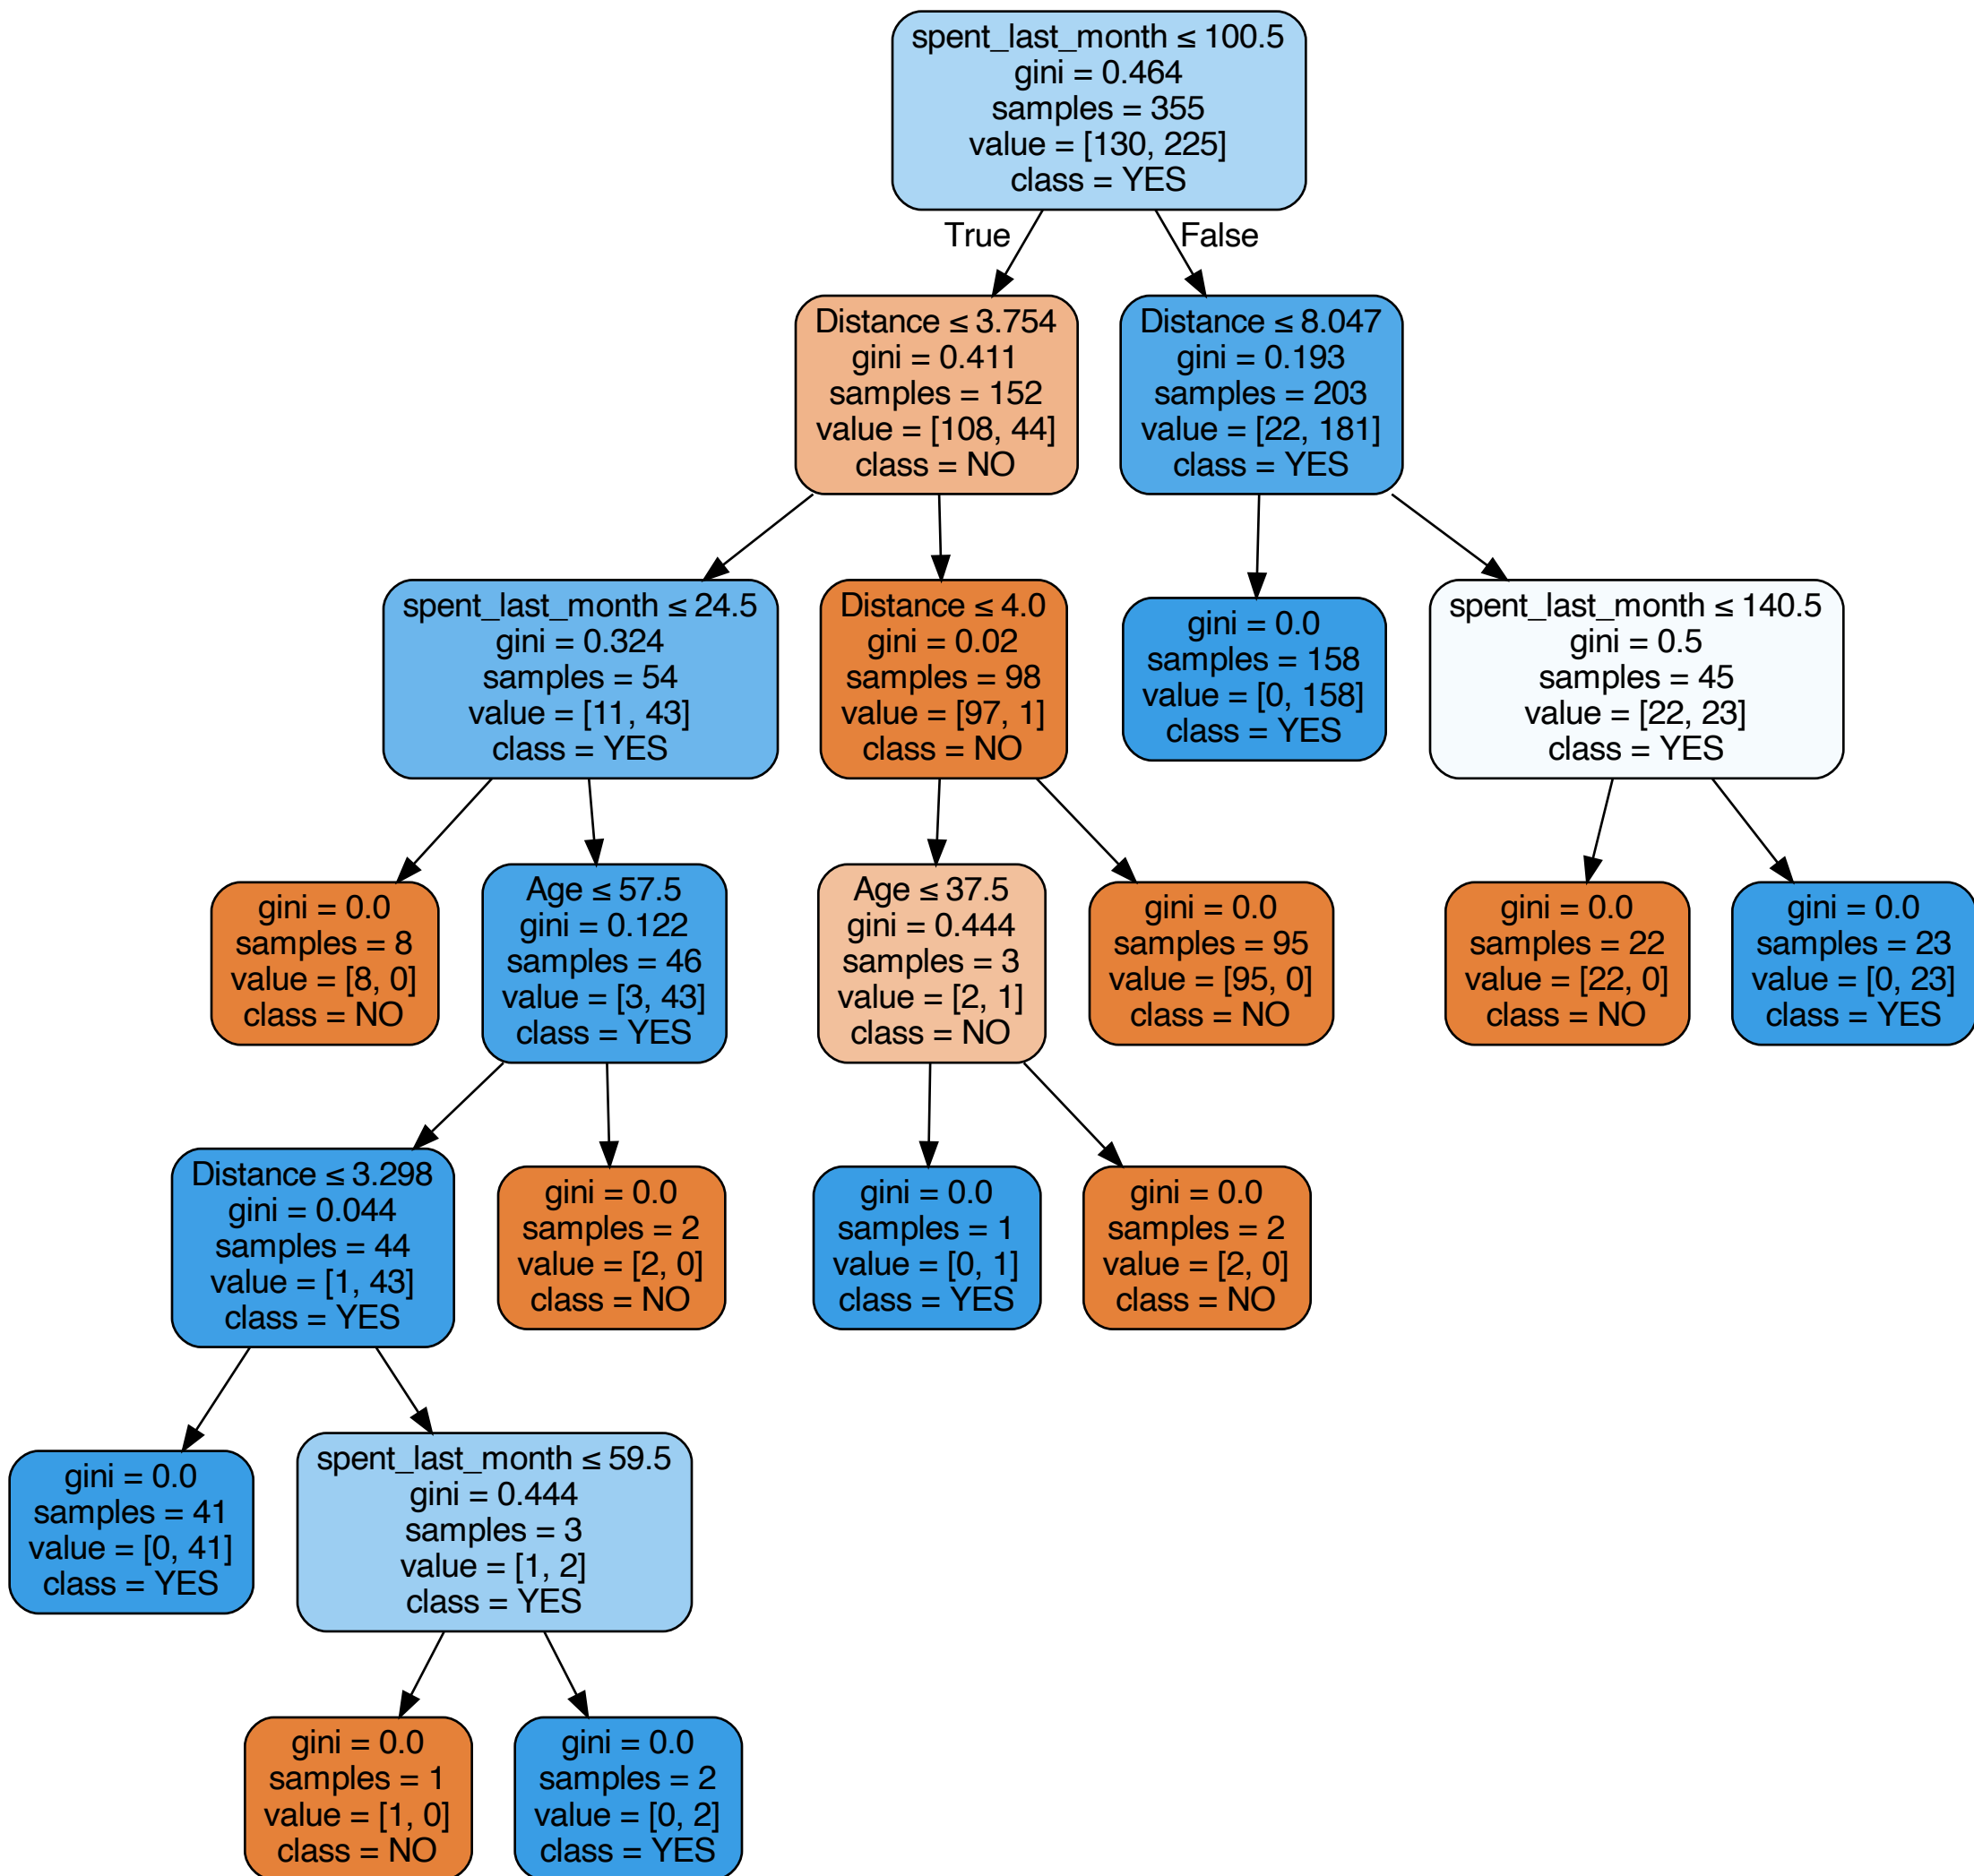 spent_last_month ≤ 100.5
gini = 0.464
samples = 355
value = [130, 225]
class = YES
True
False
Distance ≤ 3.754
gini = 0.411
samples = 152
value = [108, 44]
class = NO
Distance ≤ 8.047
gini = 0.193
samples = 203
value = [22, 181]
class = YES
spent_last_month ≤ 24.5
gini = 0.324
samples = 54
value = [11, 43]
class = YES
Distance ≤ 4.0
gini = 0.02
samples = 98
value = [97, 1]
class = NO
gini = 0.0
samples = 158
value = [0, 158]
class = YES
spent_last_month ≤ 140.5
gini = 0.5
samples = 45
value = [22, 23]
class = YES
gini = 0.0
samples = 8
value = [8, 0]
class = NO
Age ≤ 57.5
gini = 0.122
samples = 46
value = [3, 43]
class = YES
Age ≤ 37.5
gini = 0.444
samples = 3
value = [2, 1]
class = NO
gini = 0.0
samples = 95
value = [95, 0]
class = NO
gini = 0.0
samples = 22
value = [22, 0]
class = NO
gini = 0.0
samples = 23
value = [0, 23]
class = YES
Distance ≤ 3.298
gini = 0.044
samples = 44
value = [1, 43]
class = YES
gini = 0.0
samples = 2
value = [2, 0]
class = NO
gini = 0.0
samples = 1
value = [0, 1]
class = YES
gini = 0.0
samples = 2
value = [2, 0]
class = NO
gini = 0.0
samples = 41
value = [0, 41]
class = YES
spent_last_month ≤ 59.5
gini = 0.444
samples = 3
value = [1, 2]
class = YES
gini = 0.0
samples = 1
value = [1, 0]
class = NO
gini = 0.0
samples = 2
value = [0, 2]
class = YES